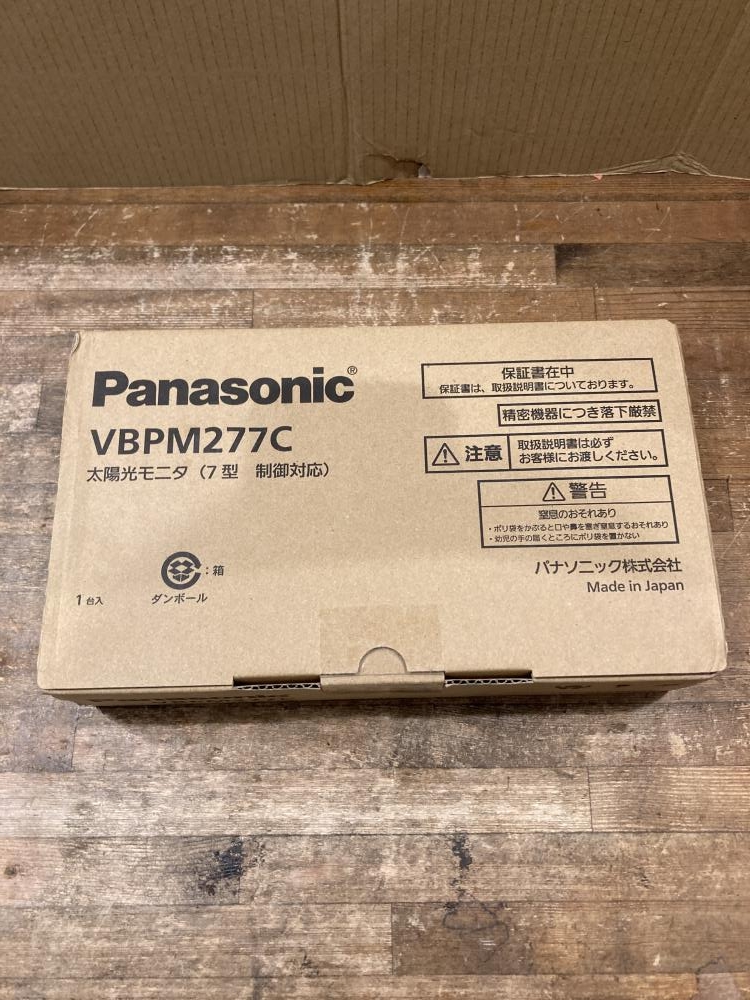 Panasonic®
VBPM277C
太陽光モニタ（7型　制御対応）
1台入
：箱
ダンボール
保証書在中
保証書は、取扱説明書についております。
精密機器につき落下厳禁
注意
取扱説明書は必ず
お客様にお渡しください。
警告
窒息のおそれあり
・ポリ袋をかぶると口や鼻を塞ぎ窒息するおそれあり
・幼児の手の届くところにポリ袋を置かない
パナソニック株式会社
Made in Japan